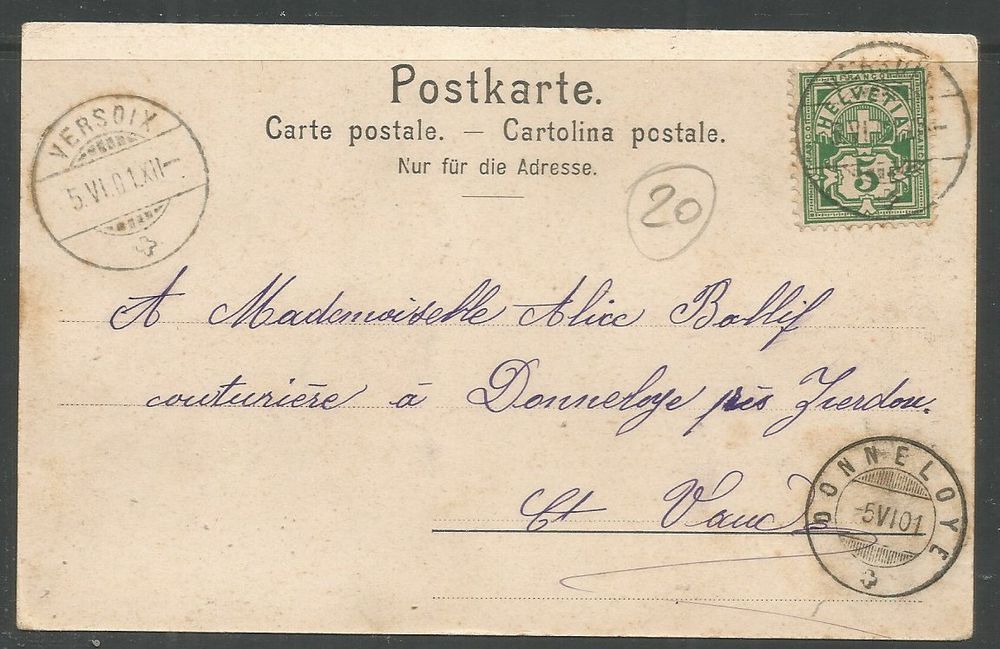 Postkarte.
Carte postale. — Cartolina postale.
Nur für die Adresse.
VERSOIX
5.VI.01.XII-
20
FRANCO
HELVETIA
5
A Mademoiselle Alice Ballif
couturière à Donneloye près Yverdon.
Ct Vaud
DONNELOYE
-5VI01